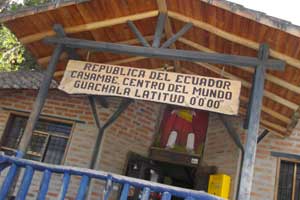 REPUBLICA DEL ECUADOR
CAYAMBE, CENTRO DEL MUNDO
GUACHALA LATITUD 0°0'00"